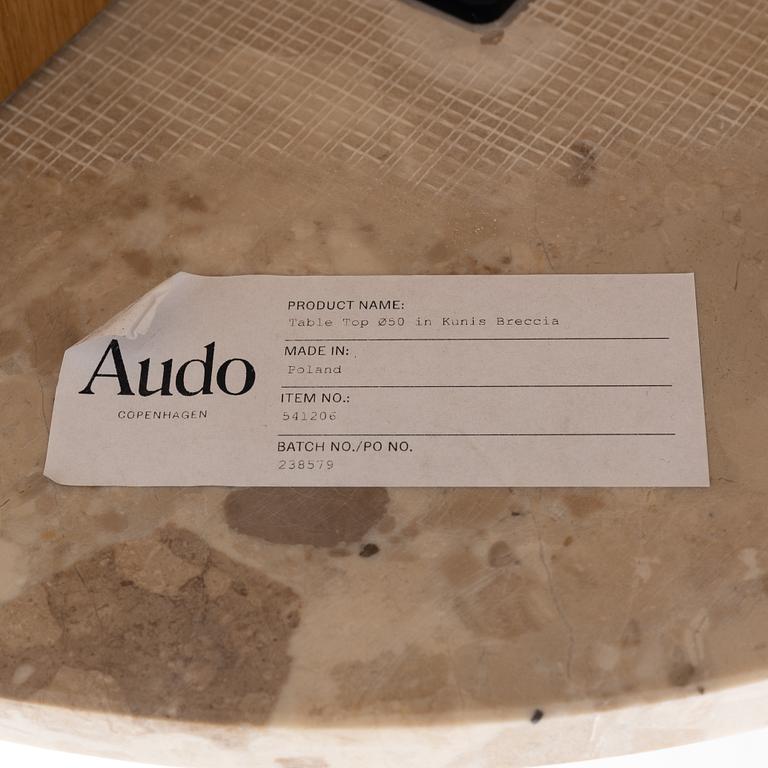 Audo
COPENHAGEN
PRODUCT NAME:
Table Top Ø50 in Kunis Breccia
MADE IN:
Poland
ITEM NO.:
541206
BATCH NO./PO NO.
238579